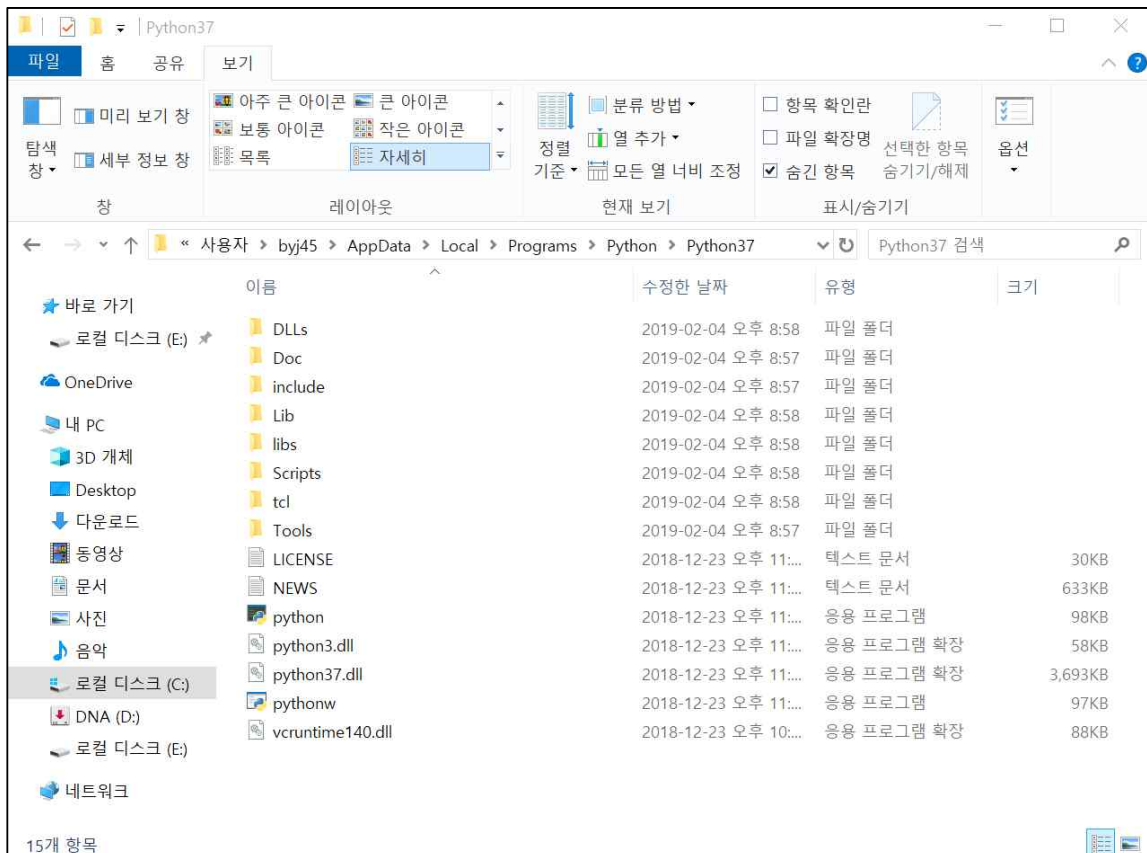 Python37
파일 홈 공유 보기
미리 보기 창
세부 정보 창
탐색
창
창
아주 큰 아이콘 큰 아이콘
보통 아이콘 작은 아이콘
목록 자세히
레이아웃
정렬
기준
분류 방법
열 추가
모든 열 너비 조정
현재 보기
항목 확인란
파일 확장명
숨긴 항목
선택한 항목
숨기기/해제
표시/숨기기
옵션
« 사용자 > byj45 > AppData > Local > Programs > Python > Python37
Python37 검색
바로 가기
로컬 디스크 (E:)
OneDrive
내 PC
3D 개체
Desktop
다운로드
동영상
문서
사진
음악
로컬 디스크 (C:)
DNA (D:)
로컬 디스크 (E:)
네트워크
이름 수정한 날짜 유형 크기
DLLs 2019-02-04 오후 8:58 파일 폴더
Doc 2019-02-04 오후 8:57 파일 폴더
include 2019-02-04 오후 8:57 파일 폴더
Lib 2019-02-04 오후 8:58 파일 폴더
libs 2019-02-04 오후 8:58 파일 폴더
Scripts 2019-02-04 오후 8:58 파일 폴더
tcl 2019-02-04 오후 8:58 파일 폴더
Tools 2019-02-04 오후 8:57 파일 폴더
LICENSE 2018-12-23 오후 11:... 텍스트 문서 30KB
NEWS 2018-12-23 오후 11:... 텍스트 문서 633KB
python 2018-12-23 오후 11:... 응용 프로그램 98KB
python3.dll 2018-12-23 오후 11:... 응용 프로그램 확장 58KB
python37.dll 2018-12-23 오후 11:... 응용 프로그램 확장 3,693KB
pythonw 2018-12-23 오후 11:... 응용 프로그램 97KB
vcruntime140.dll 2018-12-23 오후 10:... 응용 프로그램 확장 88KB
15개 항목